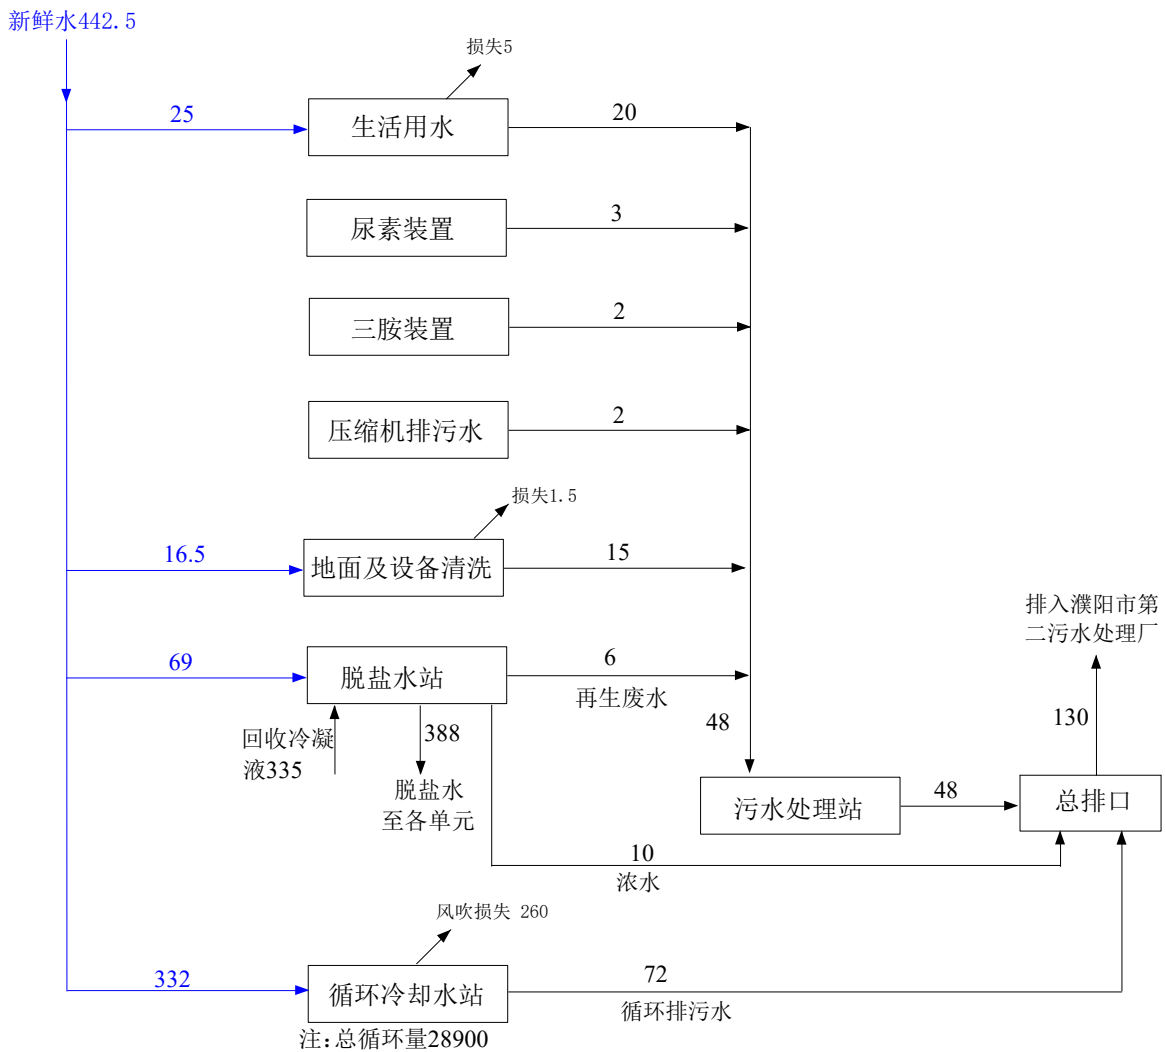 新鲜水442.5
损失5
25
生活用水
20
尿素装置
3
三胺装置
2
压缩机排污水
2
损失1.5
16.5
地面及设备清洗
15
排入濮阳市第
二污水处理厂
69
脱盐水站
6
再生废水
回收冷凝
液335
388
脱盐水
至各单元
48
污水处理站
48
130
总排口
10
浓水
风吹损失 260
332
循环冷却水站
72
循环排污水
注:总循环量28900